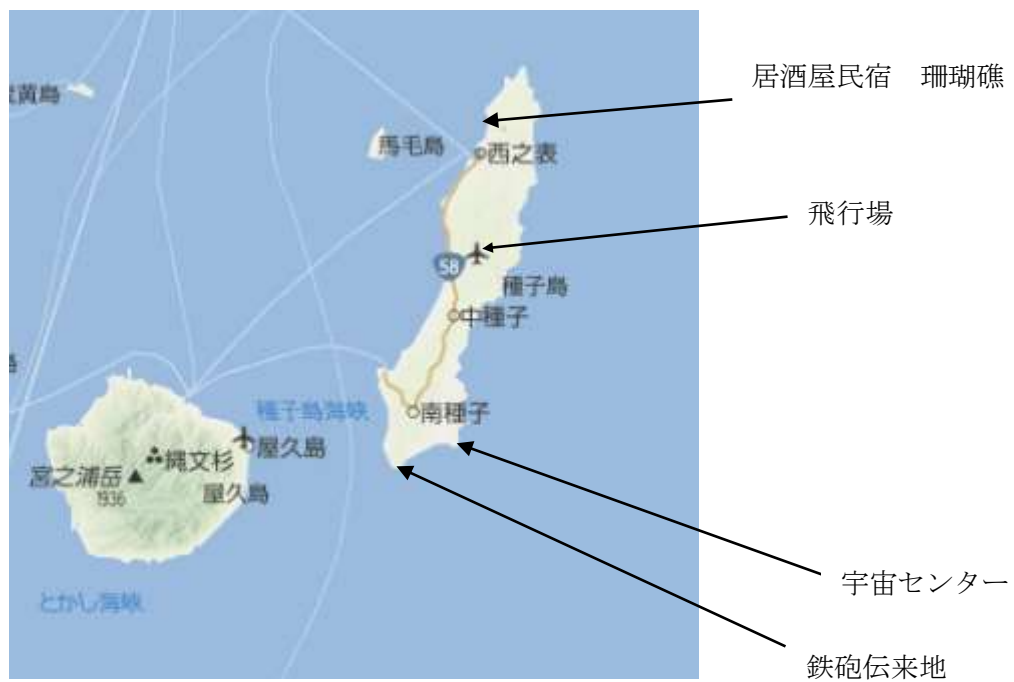 居酒屋民宿 珊瑚礁
黄島
馬毛島
西之表
飛行場
58
種子島
中種子
種子島海峡
南種子
屋久島
縄文杉
宮之浦岳
1936
屋久島
宇宙センター
とかし海峡
鉄砲伝来地